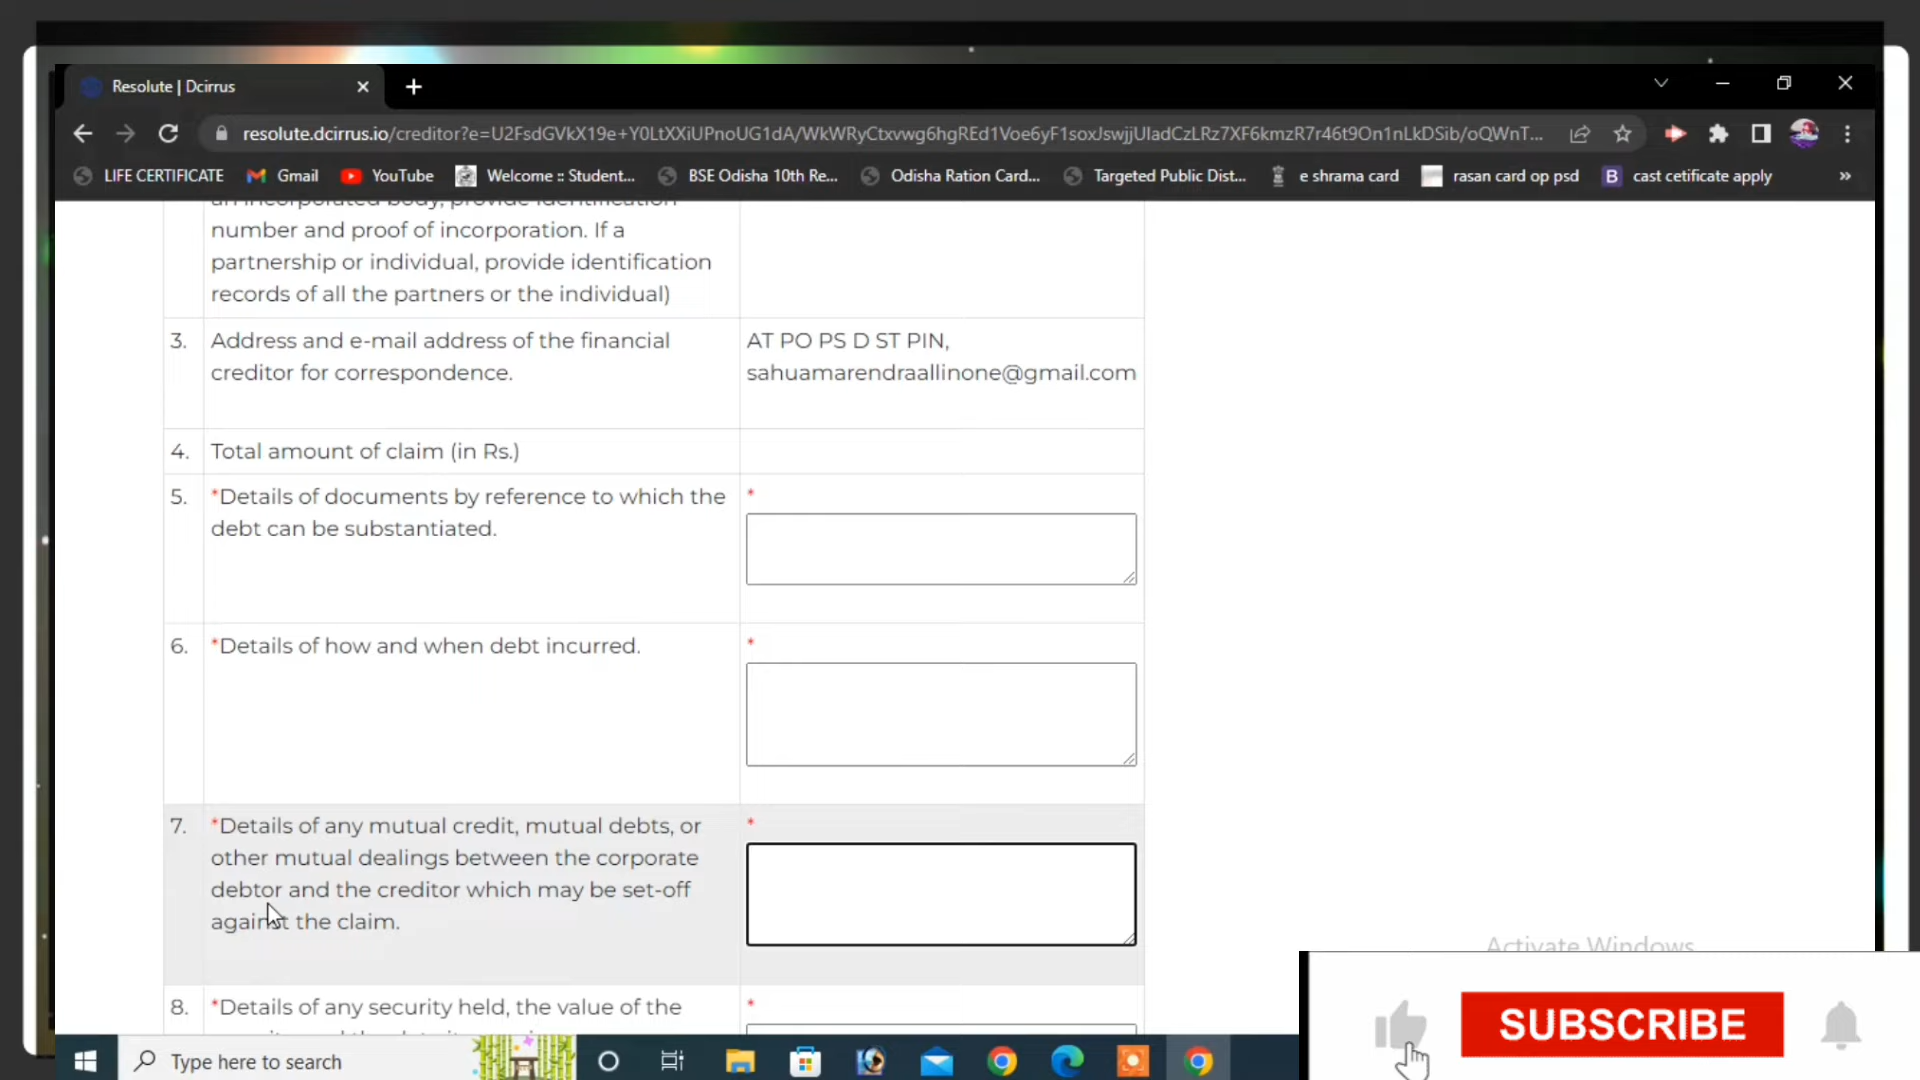 Resolute | Dcirrus
resolute.dcirrus.io/creditor?e=U2FsdGVkX19e+Y0LtXXiUPnoUG1dA/WkWRyCtxvwg6hgREd1Voe6yF1soxJswjjUIadCzLRz7XF6kmzR7r46t9On1nLkDSib/oQWnT...
LIFE CERTIFICATE Gmail YouTube Welcome :: Student... BSE Odisha 10th Re... Odisha Ration Card... Targeted Public Dist... e shrama card rasan card op psd B cast cetificate apply »
an incorporated body, provide identification
number and proof of incorporation. If a
partnership or individual, provide identification
records of all the partners or the individual)
3. Address and e-mail address of the financial AT PO PS D ST PIN,
creditor for correspondence. sahuamarendraallinone@gmail.com
4. Total amount of claim (in Rs.)
5. *Details of documents by reference to which the *
debt can be substantiated.
6. *Details of how and when debt incurred. *
7. *Details of any mutual credit, mutual debts, or *
other mutual dealings between the corporate
debtor and the creditor which may be set-off
against the claim.
Activate Windows
8. *Details of any security held, the value of the *
SUBSCRIBE
Type here to search